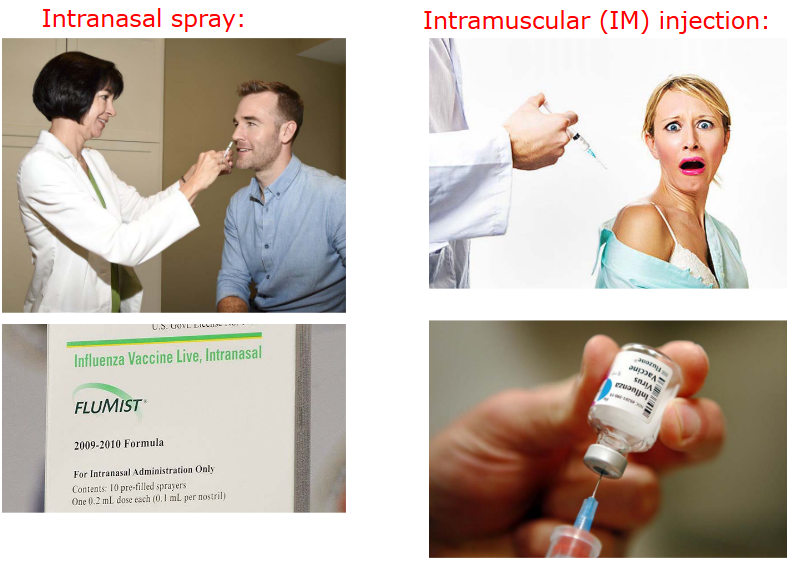 Intranasal spray:
Intramuscular (IM) injection:
U.S. Govt. License
Influenza Vaccine Live, Intranasal
FLUMIST®
2009-2010 Formula
For Intranasal Administration Only
Contents: 10 pre-filled sprayers
One 0.2 mL dose each (0.1 mL per nostril)
Influenza
Virus
Vaccine
Fluzone®